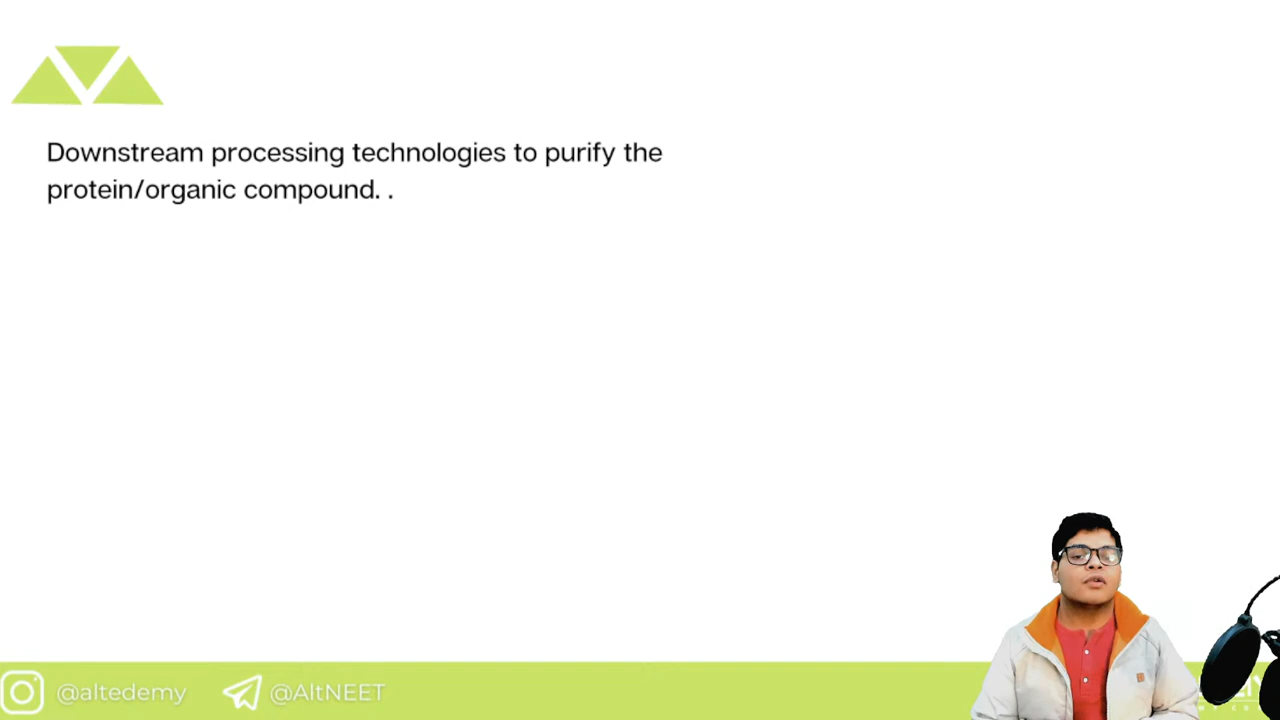 Downstream processing technologies to purify the
protein/organic compound. .
@altedemy @AltNEET